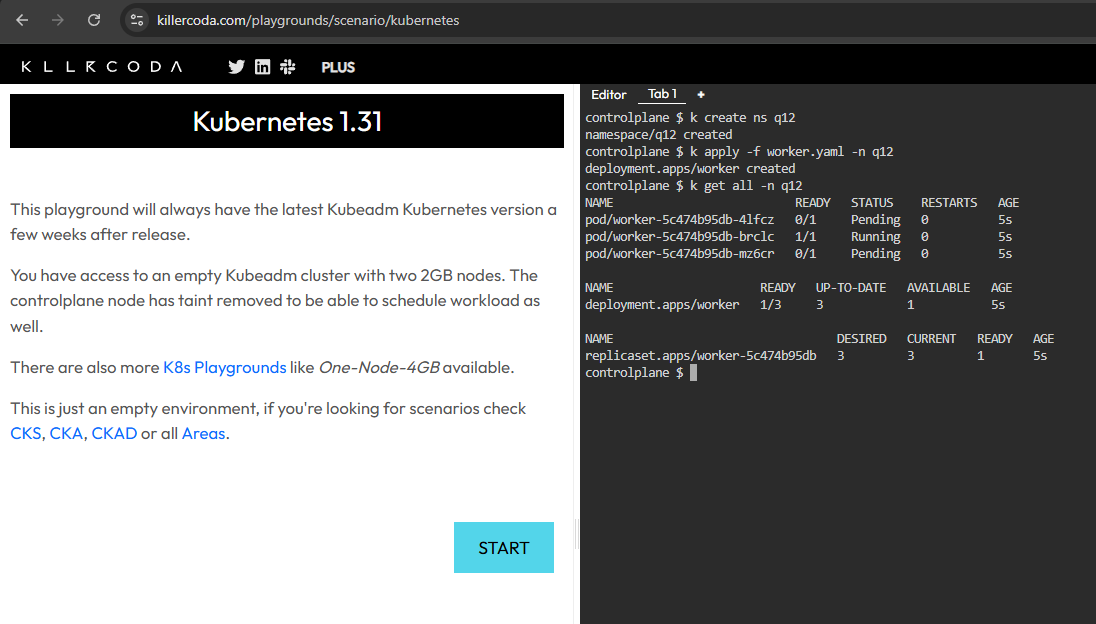 killercoda.com/playgrounds/scenario/kubernetes
KLLRCODA PLUS
Kubernetes 1.31
This playground will always have the latest Kubeadm Kubernetes version a
few weeks after release.
You have access to an empty Kubeadm cluster with two 2GB nodes. The
controlplane node has taint removed to be able to schedule workload as
well.
There are also more K8s Playgrounds like One-Node-4GB available.
This is just an empty environment, if you're looking for scenarios check
CKS, CKA, CKAD or all Areas.
START
Editor Tab 1 +
controlplane $ k create ns q12
namespace/q12 created
controlplane $ k apply -f worker.yaml -n q12
deployment.apps/worker created
controlplane $ k get all -n q12
NAME READY STATUS RESTARTS AGE
pod/worker-5c474b95db-4lfcz 0/1 Pending 0 5s
pod/worker-5c474b95db-brclc 1/1 Running 0 5s
pod/worker-5c474b95db-mz6cr 0/1 Pending 0 5s
NAME READY UP-TO-DATE AVAILABLE AGE
deployment.apps/worker 1/3 3 1 5s
NAME DESIRED CURRENT READY AGE
replicaset.apps/worker-5c474b95db 3 3 1 5s
controlplane $